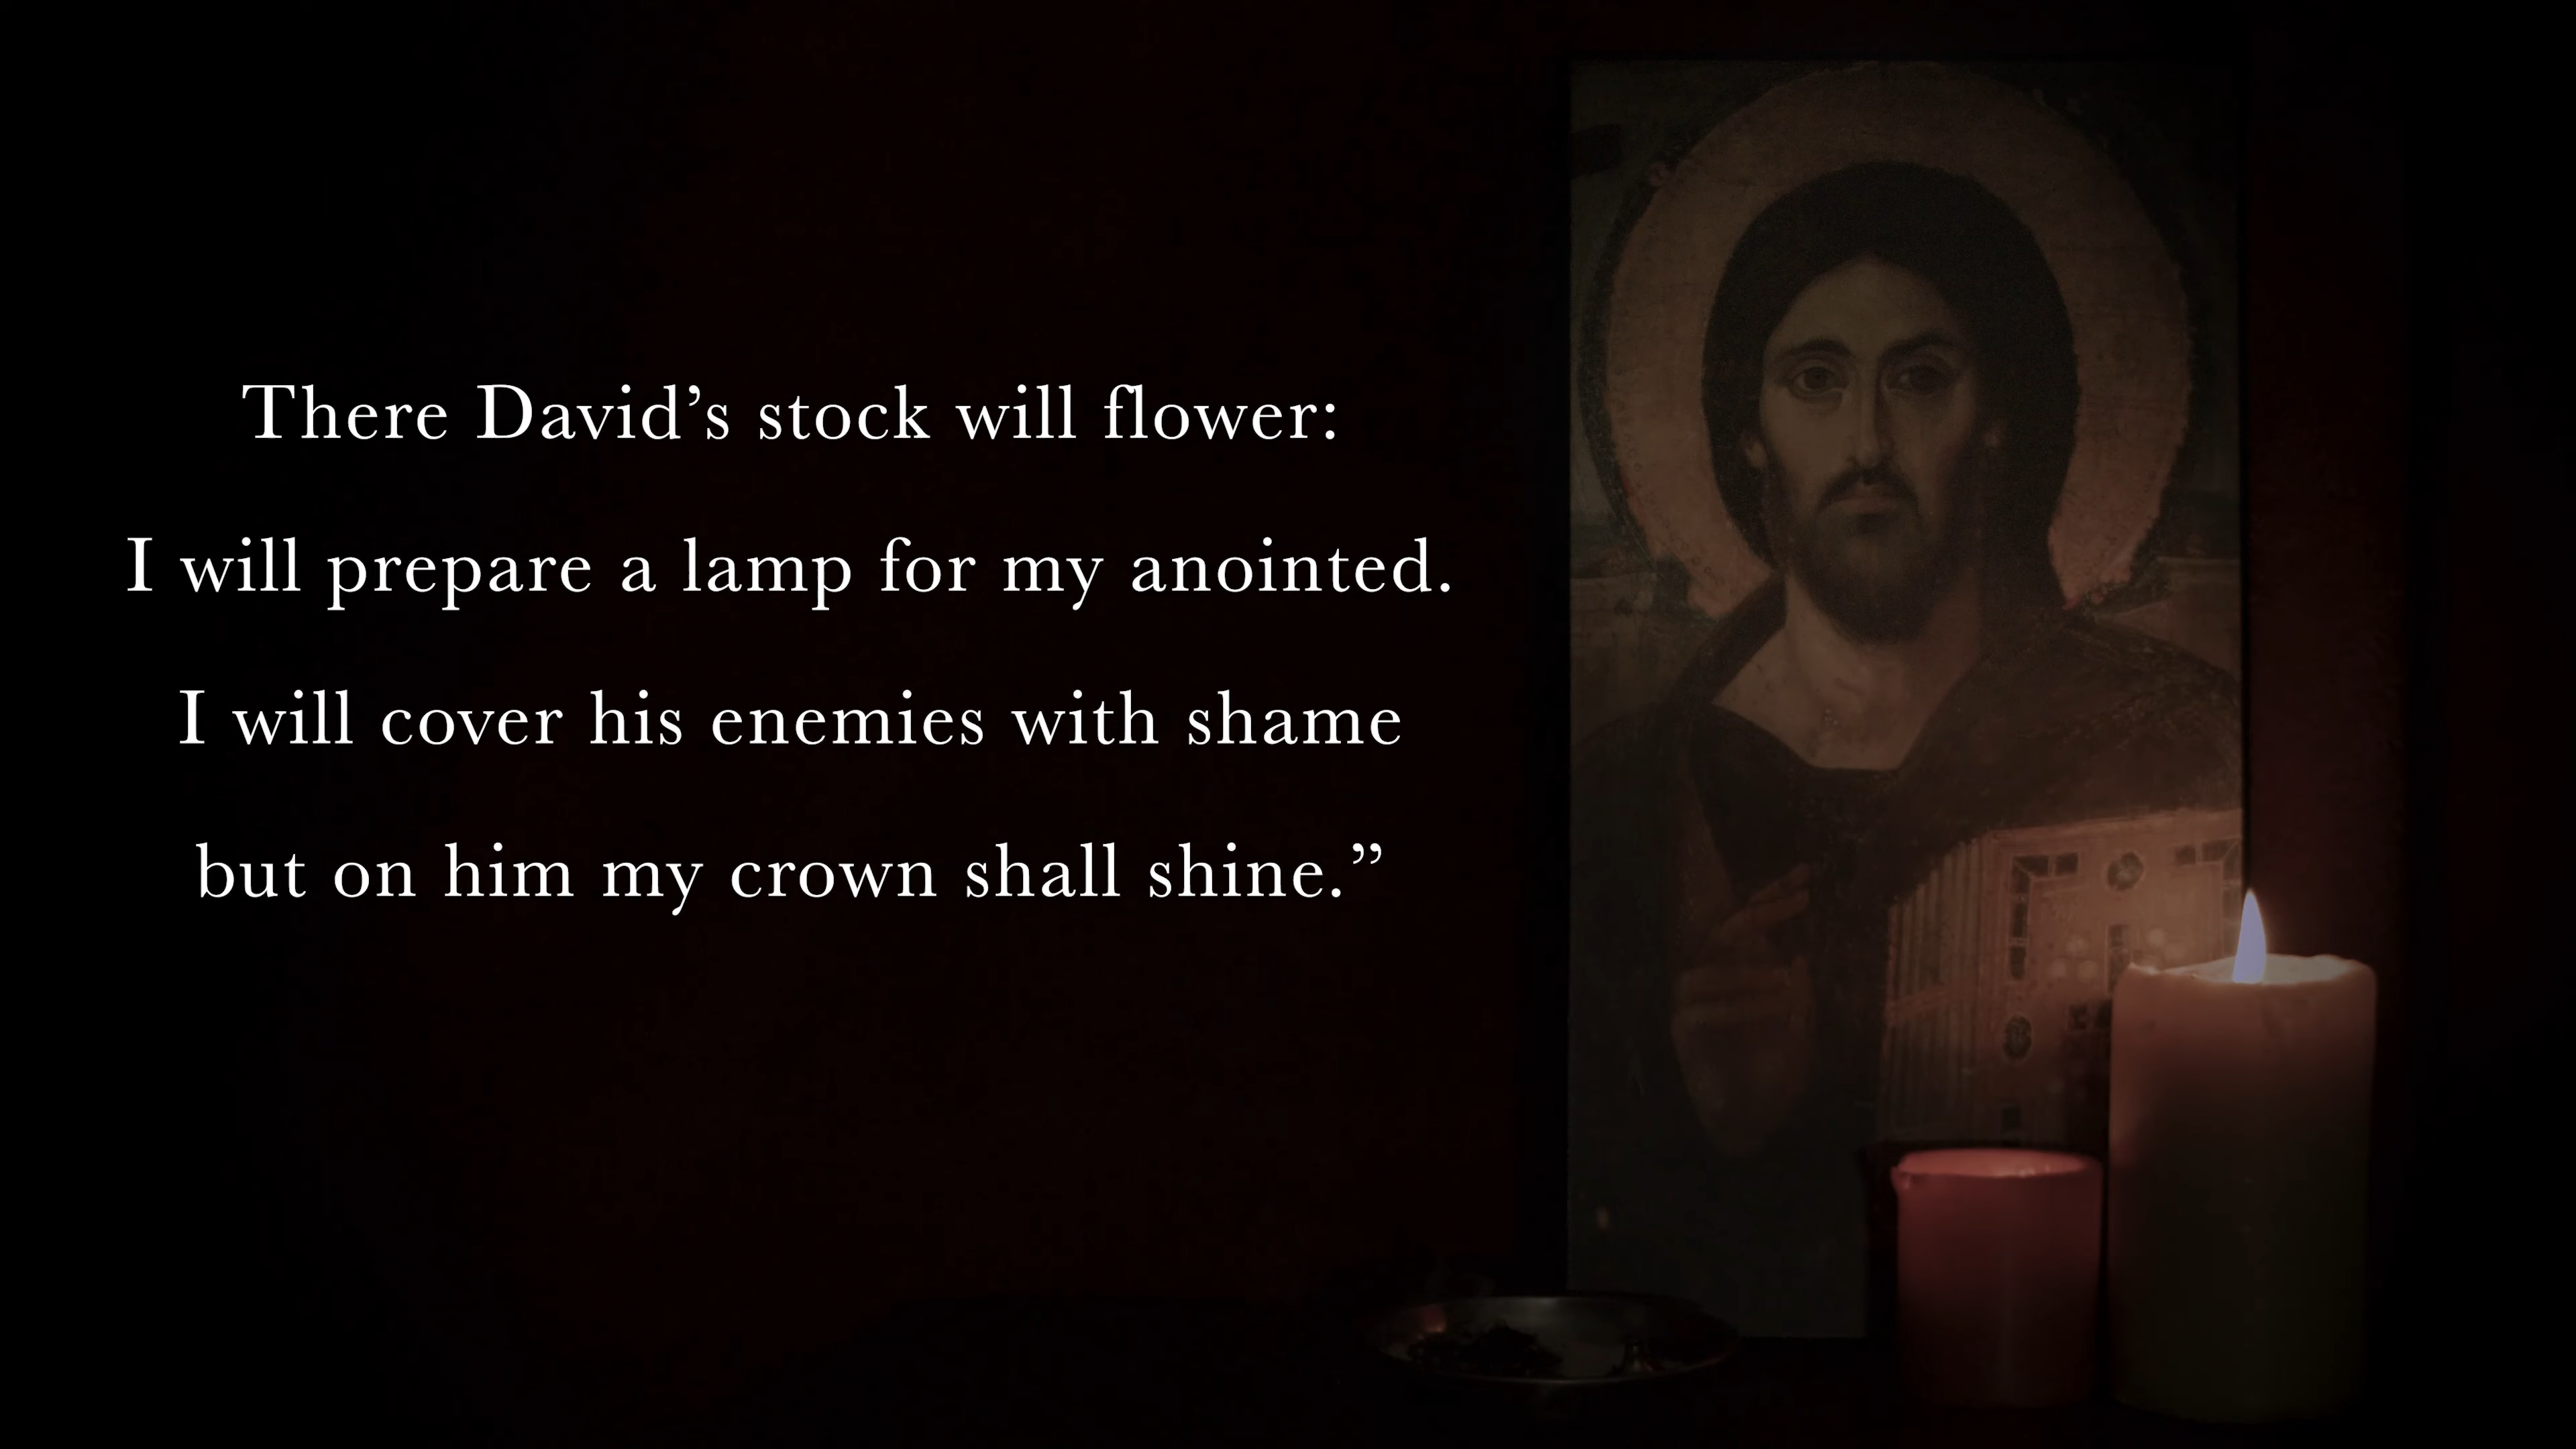 There David’s stock will flower:
I will prepare a lamp for my anointed.
I will cover his enemies with shame
but on him my crown shall shine.”